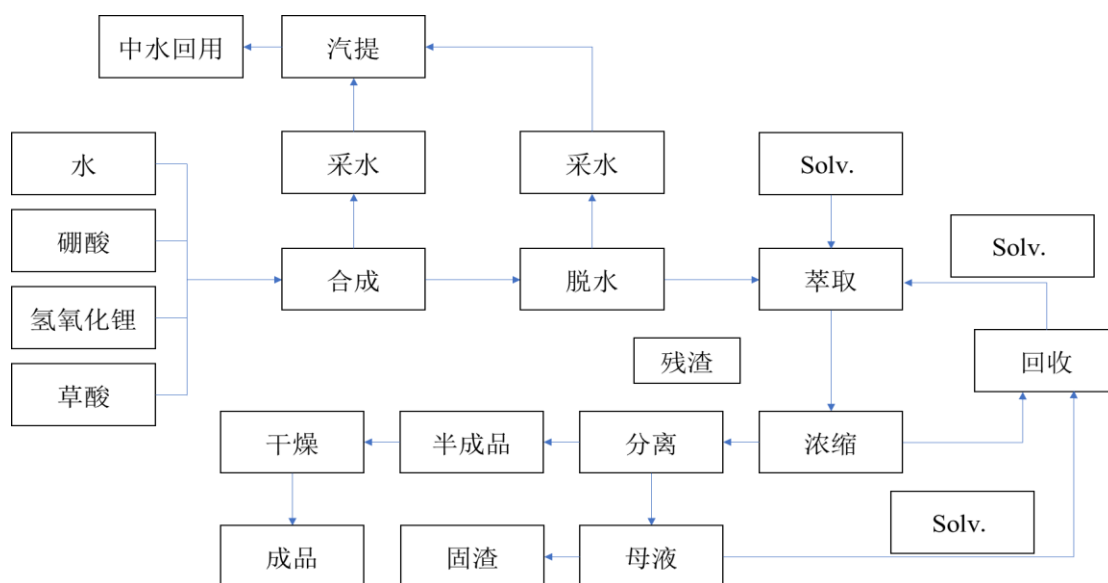 中水回用
汽提
水
采水
采水
Solv.
硼酸
Solv.
合成
脱水
萃取
氢氧化锂
残渣
回收
草酸
干燥
半成品
分离
浓缩
Solv.
成品
固渣
母液